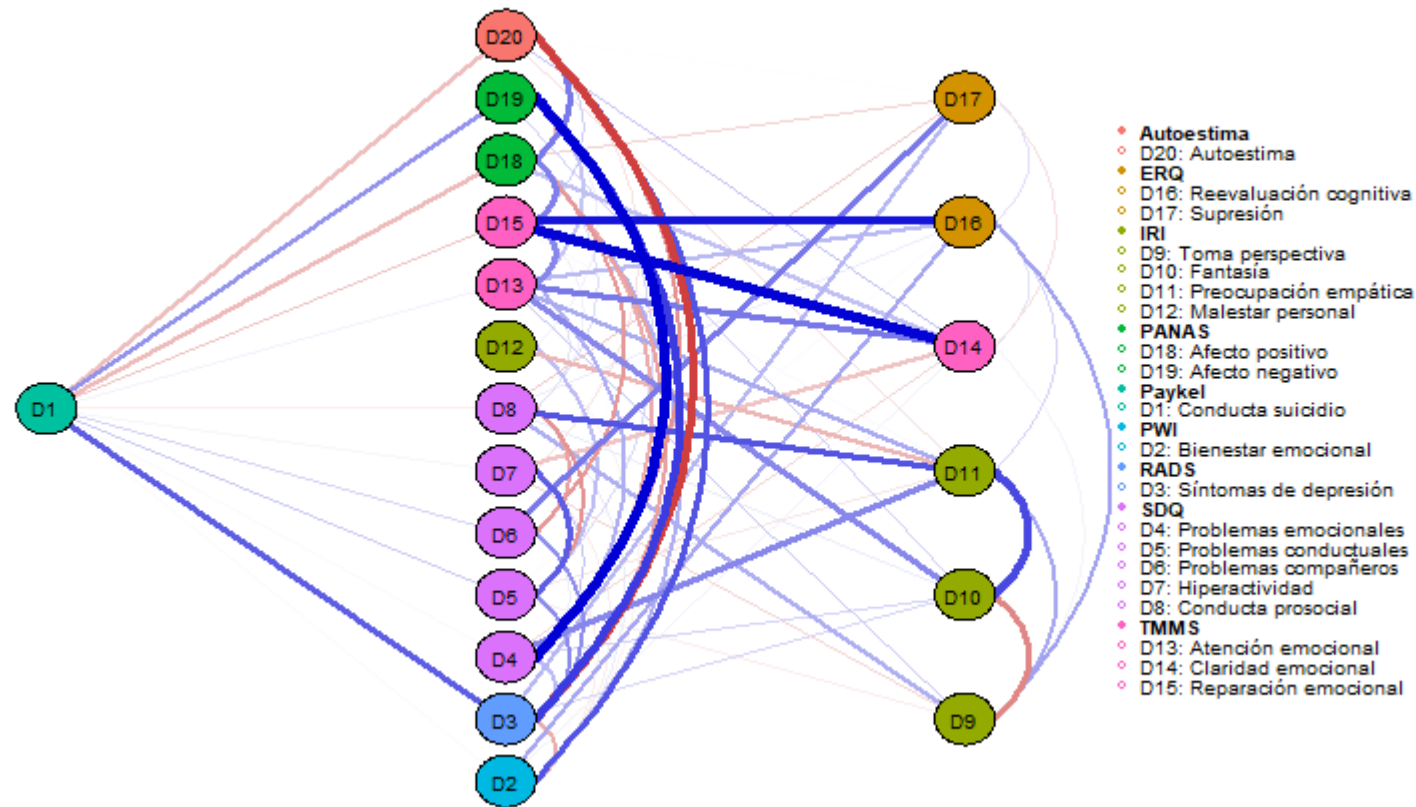 D20
D19
D18
D15
D13
D12
D8
D7
D6
D5
D4
D3
D2
D1
D17
D16
D14
D11
D10
D9
Autoestima
D20: Autoestima
ERQ
D16: Reevaluación cognitiva
D17: Supresión
IRI
D9: Toma perspectiva
D10: Fantasía
D11: Preocupación empática
D12: Malestar personal
PANAS
D18: Afecto positivo
D19: Afecto negativo
Paykel
D1: Conducta suicidio
PWI
D2: Bienestar emocional
RADS
D3: Síntomas de depresión
SDQ
D4: Problemas emocionales
D5: Problemas conductuales
D6: Problemas compañeros
D7: Hiperactividad
D8: Conducta prosocial
TMMS
D13: Atención emocional
D14: Claridad emocional
D15: Reparación emocional